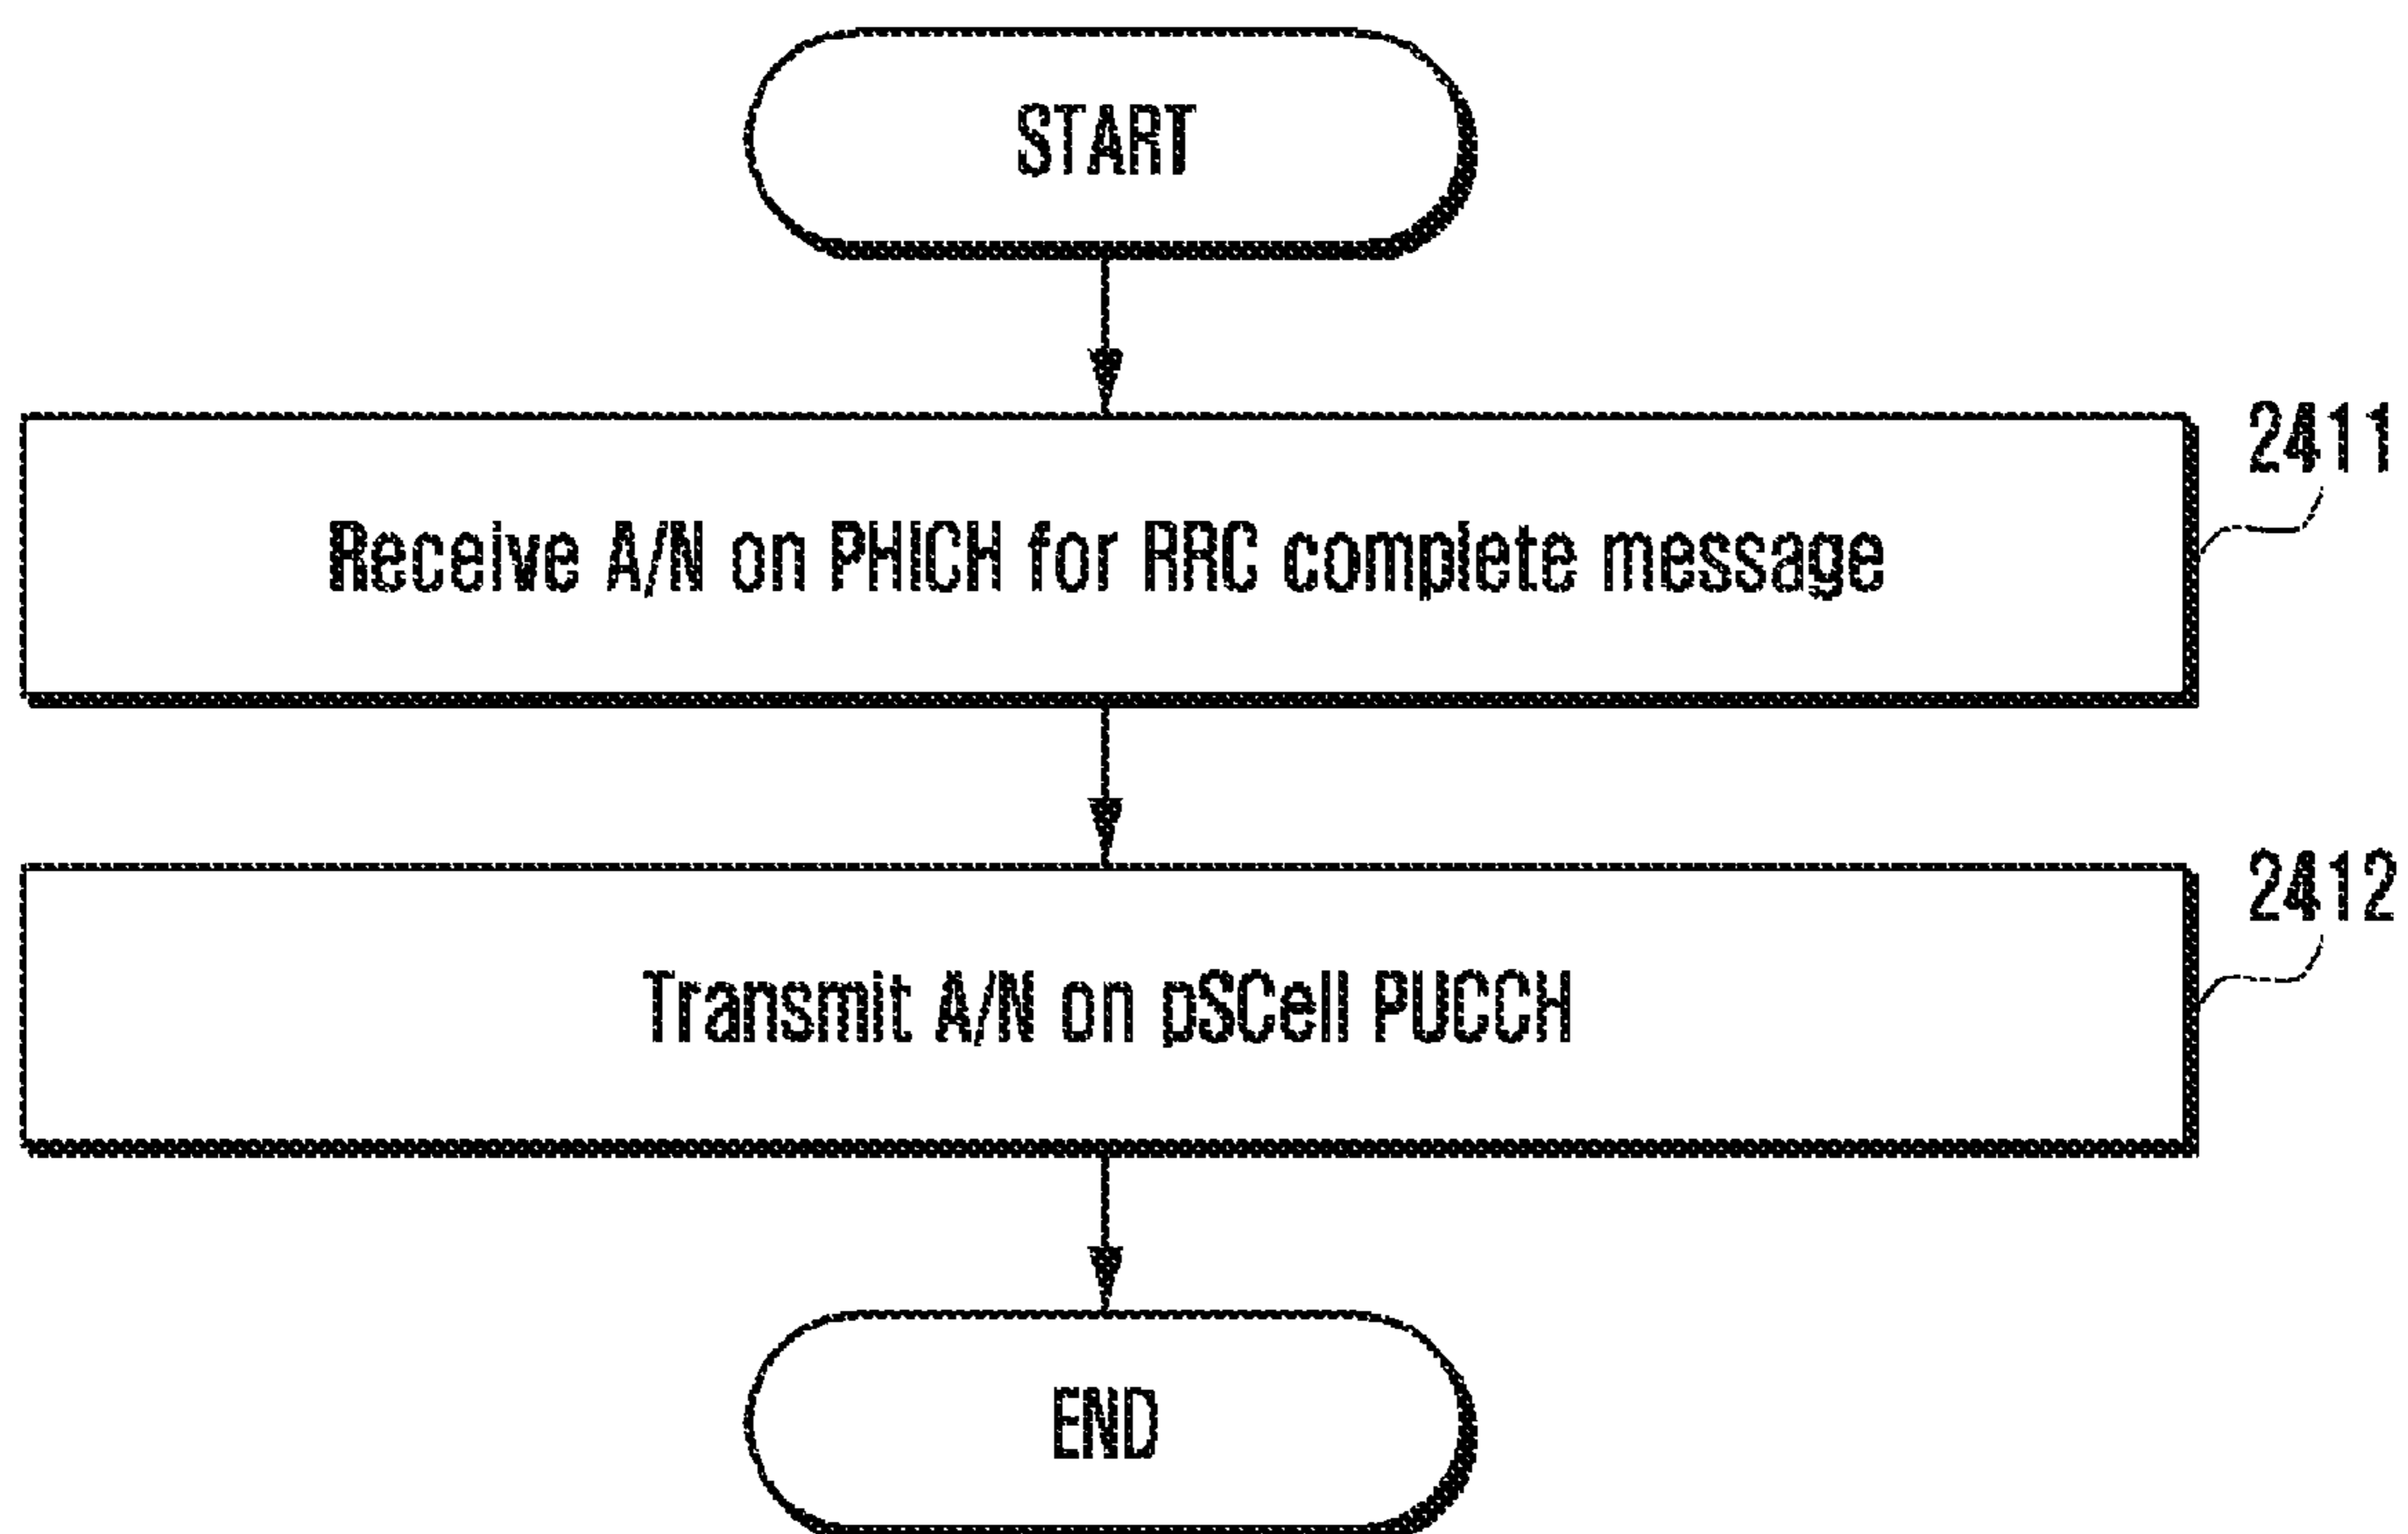 START
2411
Receive A/N on PHICH for RRC complete message
2412
Transmit A/N on pSCell PUCCH
END